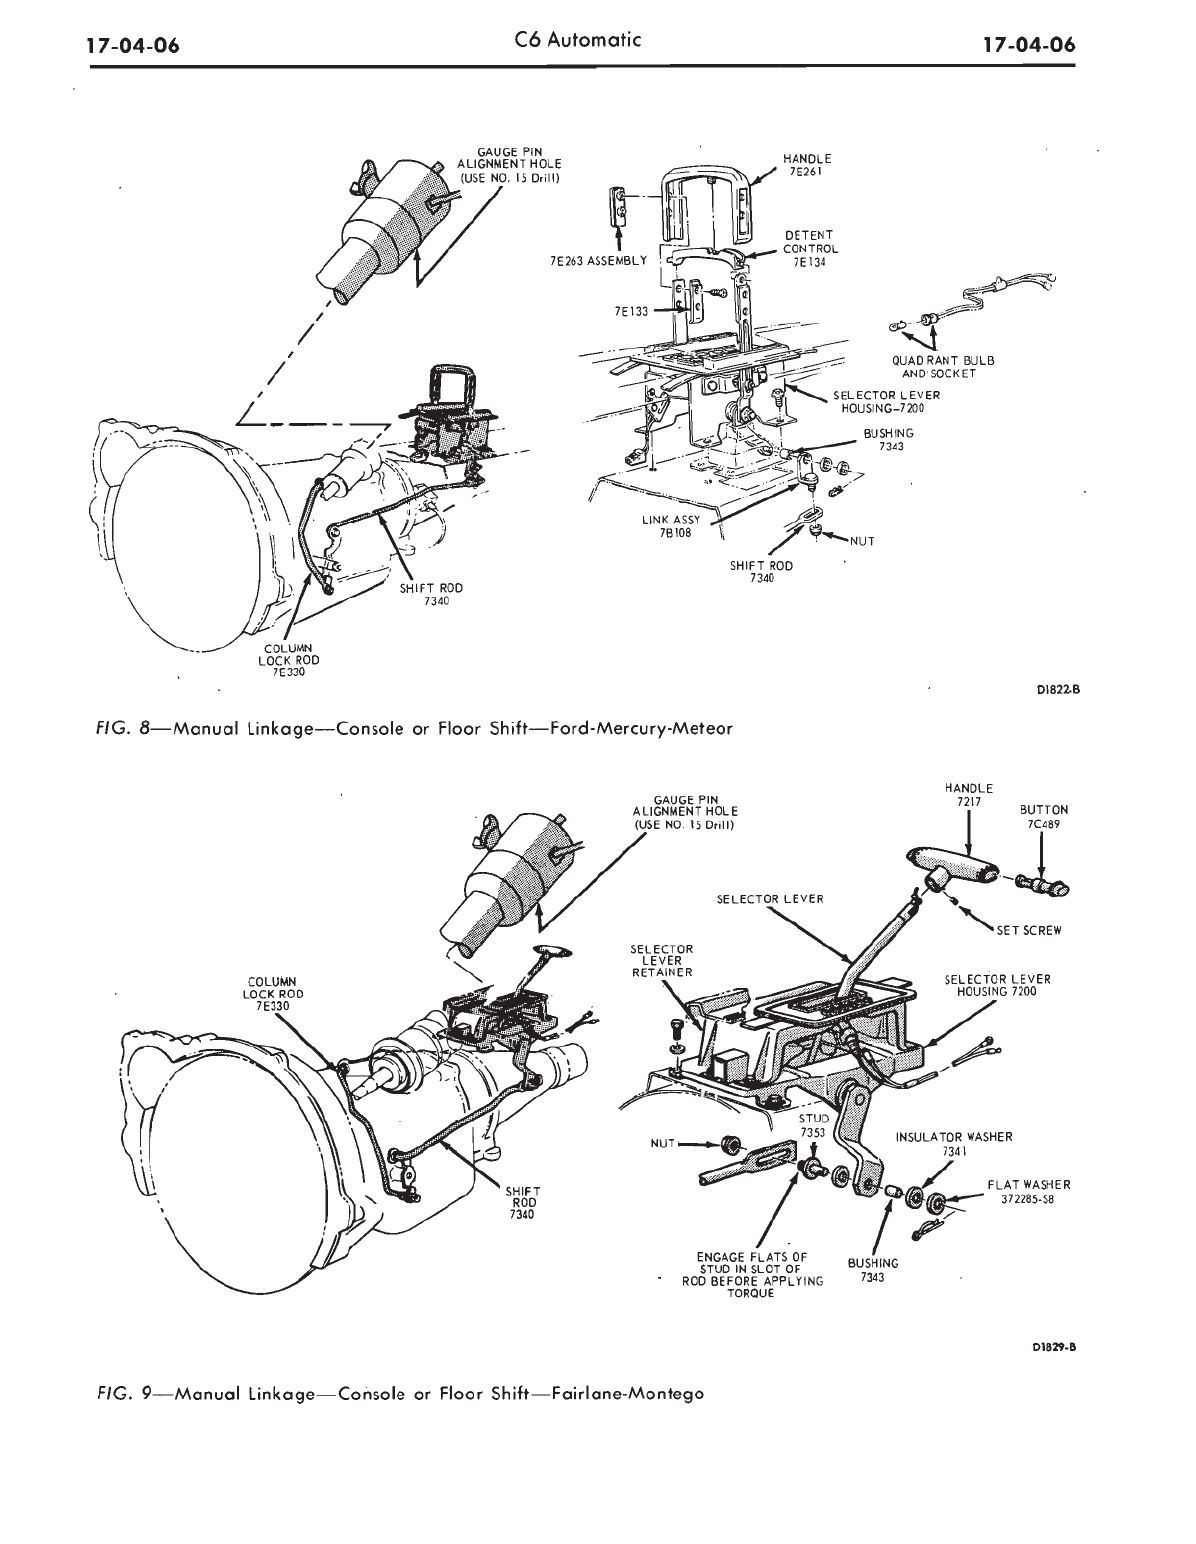 17-04-06
C6 Automatic
17-04-06
GAUGE PIN
ALIGNMENT HOLE
(USE NO. 15 Drill)
HANDLE
7E261
7E263 ASSEMBLY
DETENT
CONTROL
7E134
7E133
QUADRANT BULB
AND SOCKET
SELECTOR LEVER
HOUSING-7200
BUSHING
7343
LINK ASSY
7B108
NUT
SHIFT ROD
7340
SHIFT ROD
7340
COLUMN
LOCK ROD
7E330
D1822-B
FIG. 8—Manual Linkage—Console or Floor Shift—Ford-Mercury-Meteor
GAUGE PIN
ALIGNMENT HOLE
(USE NO. 15 Drill)
HANDLE
7217
BUTTON
7C489
SELECTOR LEVER
SET SCREW
SELECTOR
LEVER
RETAINER
SELECTOR LEVER
HOUSING 7200
COLUMN
LOCK ROD
7E330
STUD
7353
NUT
INSULATOR WASHER
7341
FLAT WASHER
372285-S8
SHIFT
ROD
7340
ENGAGE FLATS OF
STUD IN SLOT OF
ROD BEFORE APPLYING
TORQUE
BUSHING
7343
D1829-B
FIG. 9—Manual Linkage—Console or Floor Shift—Fairlane-Montego